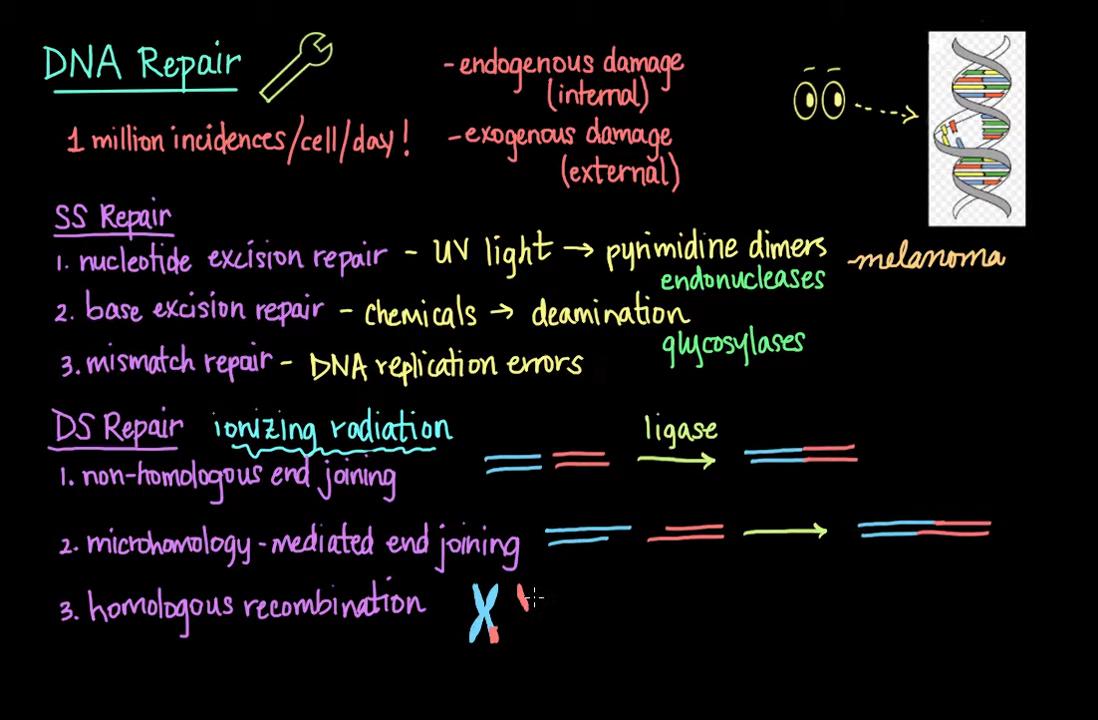 DNA Repair
1 million incidences/cell/day!
- endogenous damage
(internal)
- exogenous damage
(external)
SS Repair
1. nucleotide excision repair - UV light → pyrimidine dimers - melanoma
endonucleases
2. base excision repair - chemicals → deamination
glycosylases
3. mismatch repair - DNA replication errors
DS Repair ionizing radiation
1. non-homologous end joining
ligase
2. microhomology-mediated end joining
3. homologous recombination